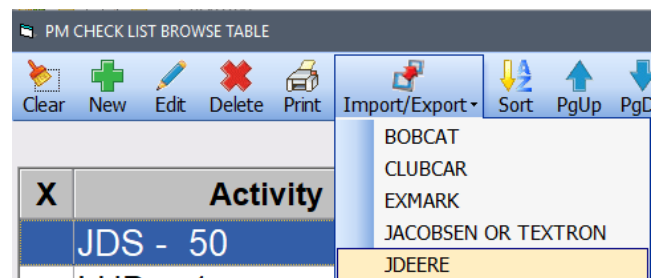 PM CHECK LIST BROWSE TABLE
Clear New Edit Delete Print Import/Export Sort PgUp
BOBCAT
CLUBCAR
X Activity
EXMARK
JACOBSEN OR TEXTRON
JDS - 50
JDEERE